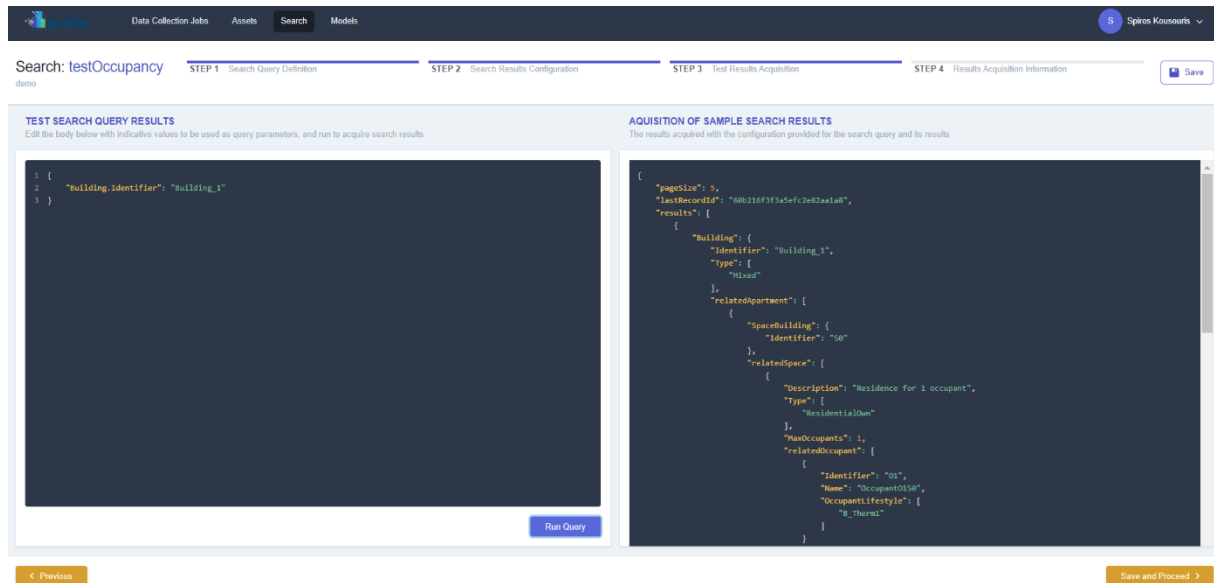 Data Collection Jobs Assets Search Models S Spiros Kousouris
Search: testOccupancy STEP 1 Search Query Definition STEP 2 Search Results Configuration STEP 3 Test Results Acquisition STEP 4 Results Acquisition Information Save
demo
TEST SEARCH QUERY RESULTS
Edit the body below with indicative values to be used as query parameters, and run to acquire search results
1 {
2 "Building.Identifier": "Building_1"
3 }
Run Query
AQUISITION OF SAMPLE SEARCH RESULTS
The results acquired with the configuration provided for the search query and its results
{
"pageSize": 5,
"lastRecordId": "60b216f3f3a5efc2e82aa1a8",
"results": [
{
"Building": {
"Identifier": "Building_1",
"Type": [
"Mixed"
],
"relatedApartment": [
{
"SpaceBuilding": {
"Identifier": "S0"
},
"relatedSpace": [
{
"Description": "Residence for 1 occupant",
"Type": [
"ResidentialOwn"
],
"MaxOccupants": 1,
"relatedOccupant": [
{
"Identifier": "O1",
"Name": "OccupantO1S0",
"OccupantLifestyle": [
"B_Therm1"
]
}
Previous
Save and Proceed